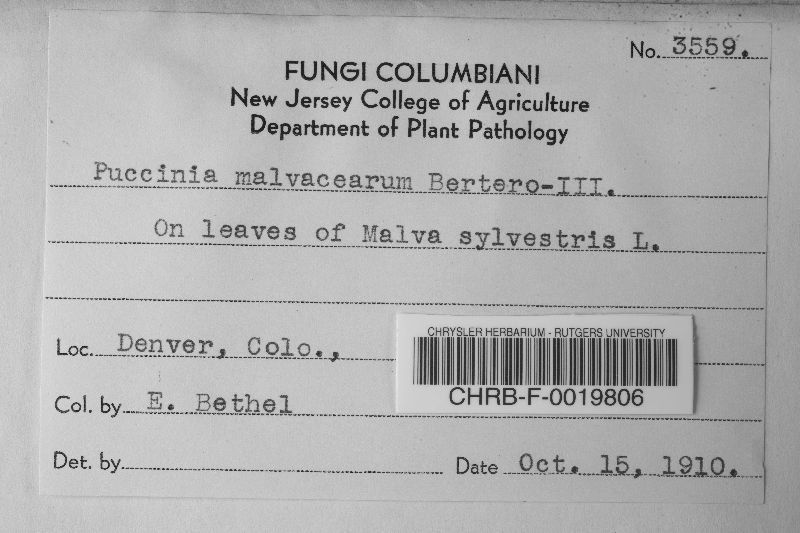 No. 3559.
FUNGI COLUMBIANI
New Jersey College of Agriculture
Department of Plant Pathology
Puccinia malvacearum Bertero-III.
On leaves of Malva sylvestris L.
Loc. Denver, Colo.,
CHRYSLER HERBARIUM - RUTGERS UNIVERSITY
CHRB-F-0019806
Col. by E. Bethel
Det. by
Date Oct. 15, 1910.